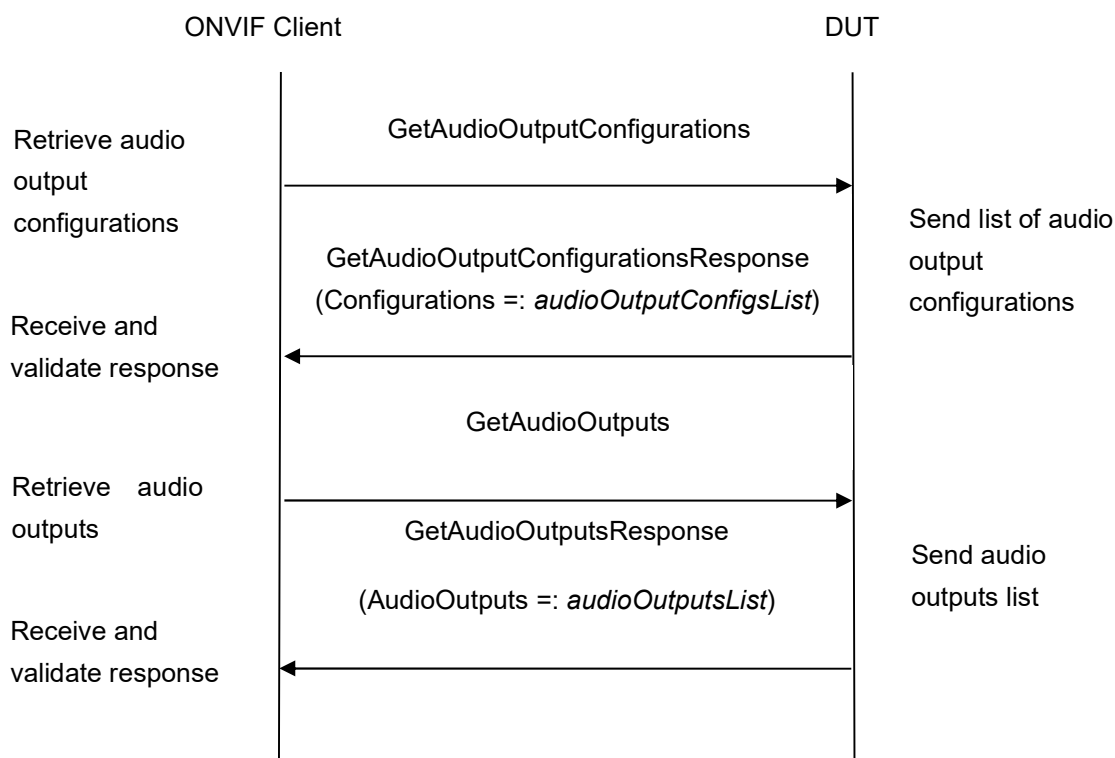 ONVIF Client
DUT
GetAudioOutputConfigurations
Retrieve audio
output
configurations
Send list of audio
output
configurations
GetAudioOutputConfigurationsResponse
(Configurations =: audioOutputConfigsList)
Receive and
validate response
GetAudioOutputs
Retrieve audio
outputs
GetAudioOutputsResponse
(AudioOutputs =: audioOutputsList)
Send audio
outputs list
Receive and
validate response